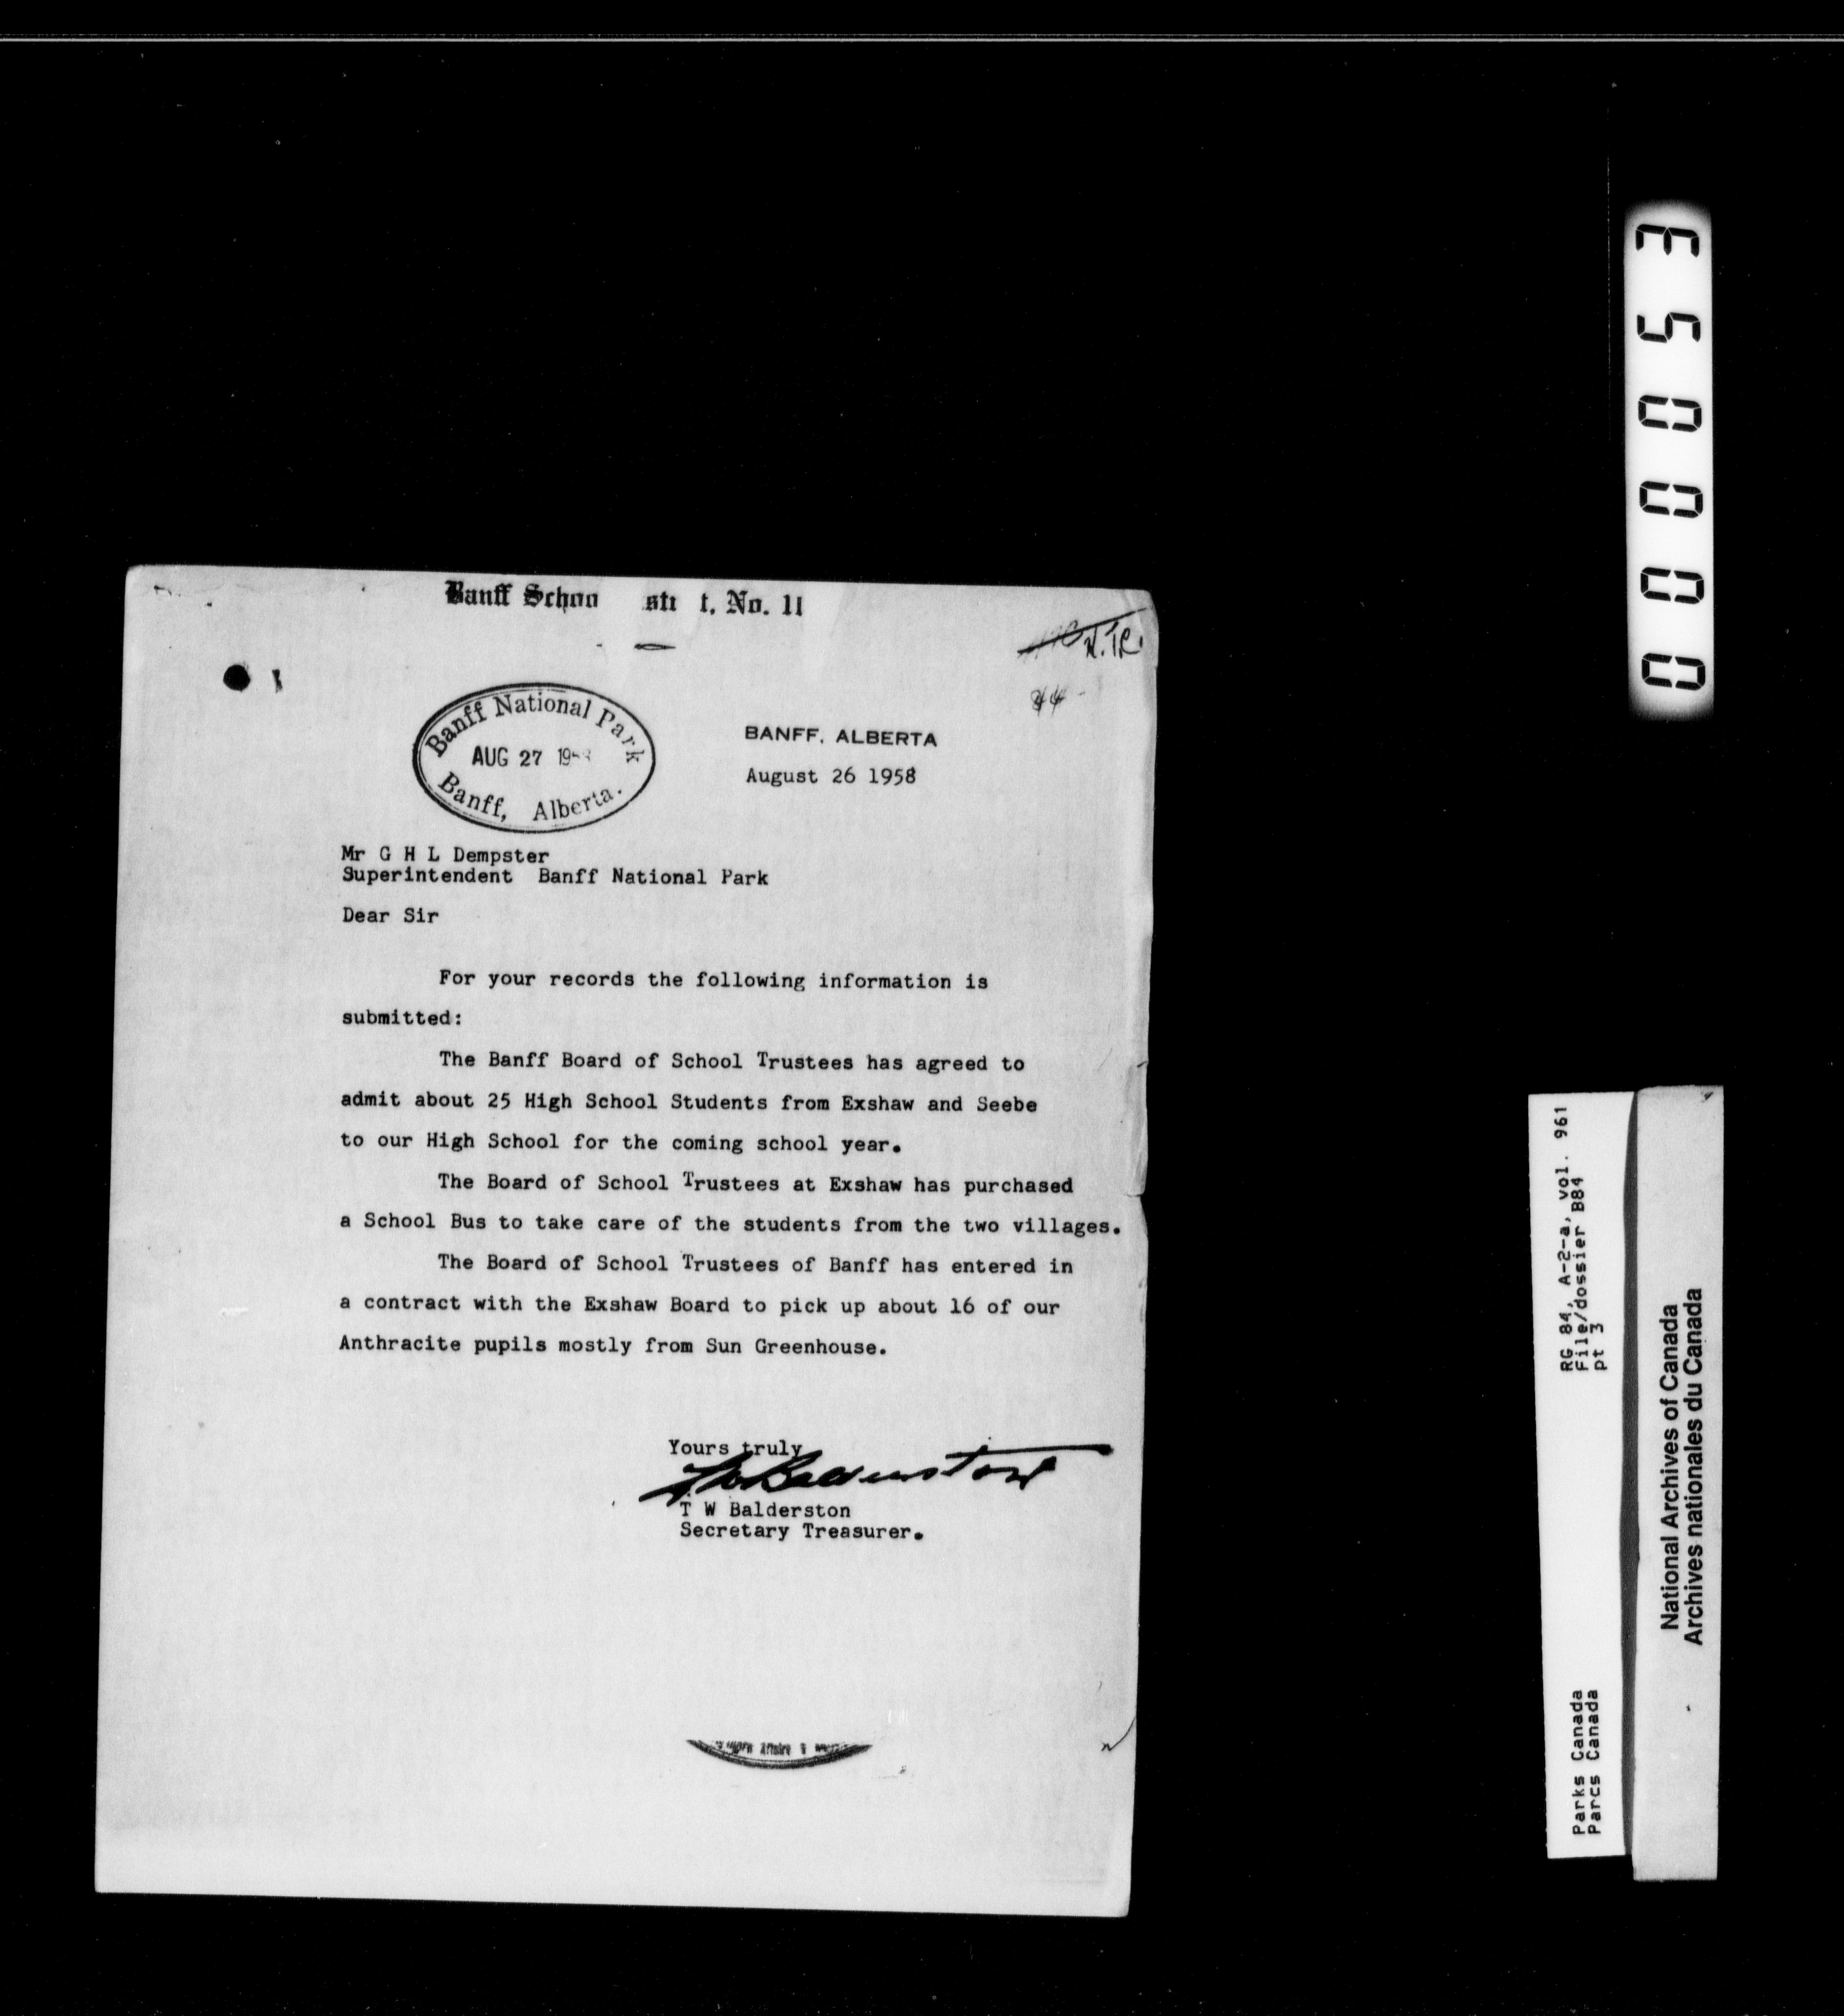 Banff Schoo stri t. No. 11
N.TR.
84
Banff National Park
AUG 27 19
Banff, Alberta.
BANFF, ALBERTA
August 26 1958
Mr G H L Dempster
Superintendent Banff National Park
Dear Sir
For your records the following information is
submitted:
The Banff Board of School Trustees has agreed to
admit about 25 High School Students from Exshaw and Seebe
to our High School for the coming school year.
The Board of School Trustees at Exshaw has purchased
a School Bus to take care of the students from the two villages.
The Board of School Trustees of Banff has entered in
a contract with the Exshaw Board to pick up about 16 of our
Anthracite pupils mostly from Sun Greenhouse.
Yours truly
TWBalderston
T W Balderston
Secretary Treasurer.
000053
RG 84, A-2-a, vol. 961
File/dossier B84
pt 3
Parks Canada
Parcs Canada
National Archives of Canada
Archives nationales du Canada